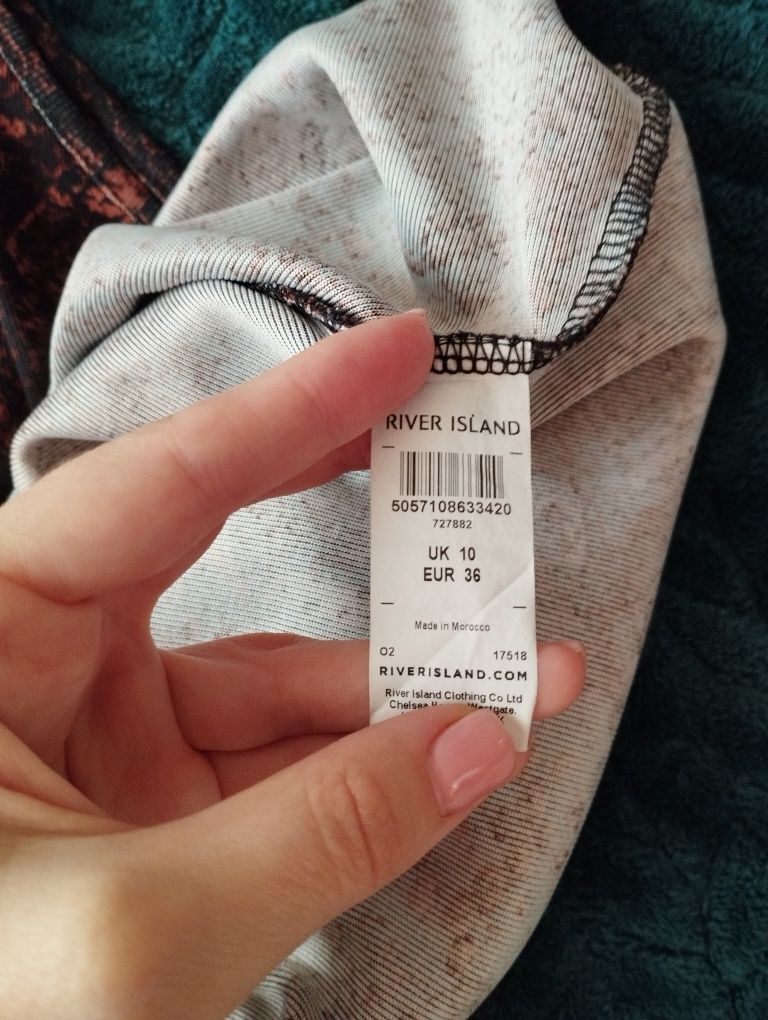 RIVER ISLAND
5057108633420
727882
UK 10
EUR 36
Made in Morocco
02 17518
RIVERISLAND.COM
River Island Clothing Co Ltd
Chelsea Westgate,